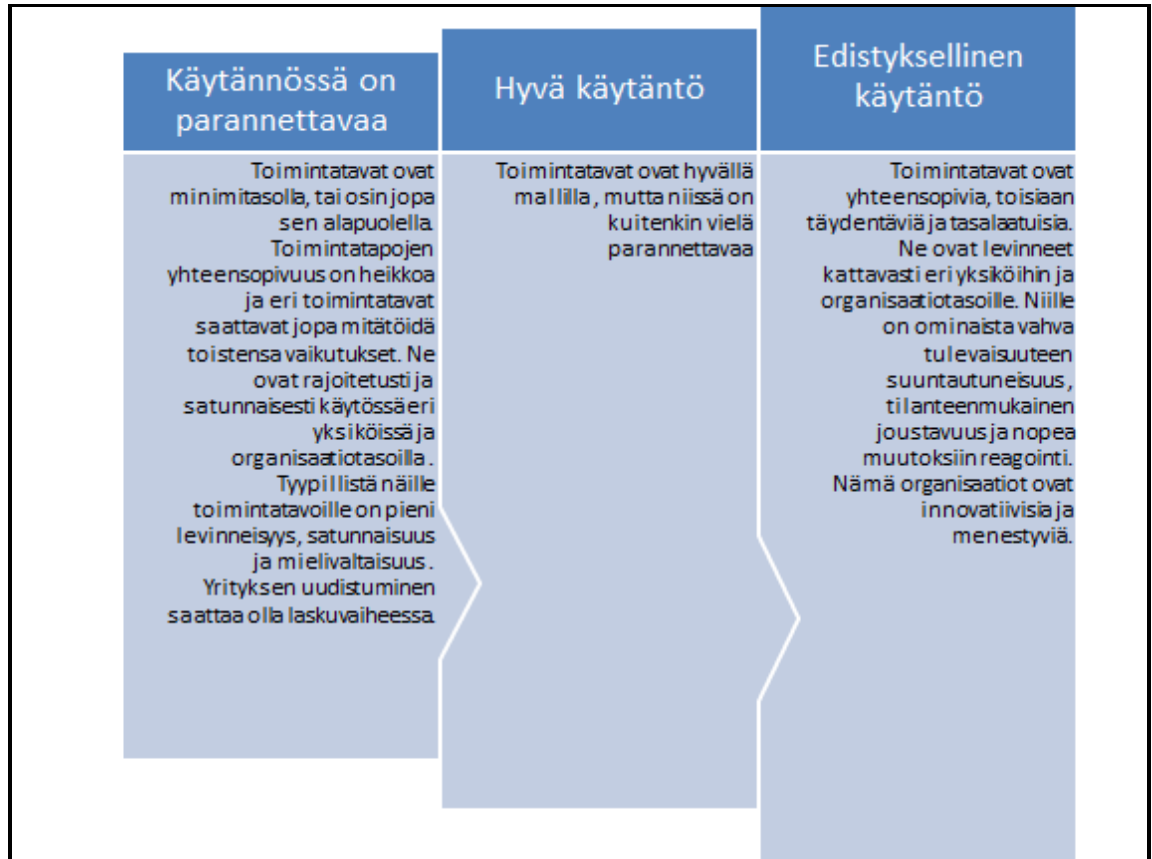 Käytännössä on
parannettavaa
Toimintatavat ovat
minimitasolla, tai osin jopa
sen alapuolella.
Toimintatapojen
yhteensopivuus on heikkoa
ja eri toimintatavat
saattavat jopa mitätöidä
toistensa vaikutukset. Ne
ovat rajoitetusti ja
satunnaisesti käytössä eri
yksiköissä ja
organisaatiotasoilla.
Tyypillistä näille
toimintatavoille on pieni
levinneisyys, satunnaisuus
ja mielivaltaisuus.
Yrityksen uudistuminen
saattaa olla laskuvaiheessa.
Hyvä käytäntö
Toimintatavat ovat hyvällä
mallilla, mutta niissä on
kuitenkin vielä
parannettavaa
Edistyksellinen
käytäntö
Toimintatavat ovat
yhteensopivia, toisiaan
täydentäviä ja tasalaatuisia.
Ne ovat levinneet
kattavasti eri yksiköihin ja
organisaatiotasoille. Niille
on ominaista vahva
tulevaisuuteen
suuntautuneisuus,
tilanteenmukainen
joustavuus ja nopea
muutoksiin reagointi.
Nämä organisaatiot ovat
innovatiivisia ja
menestyviä.